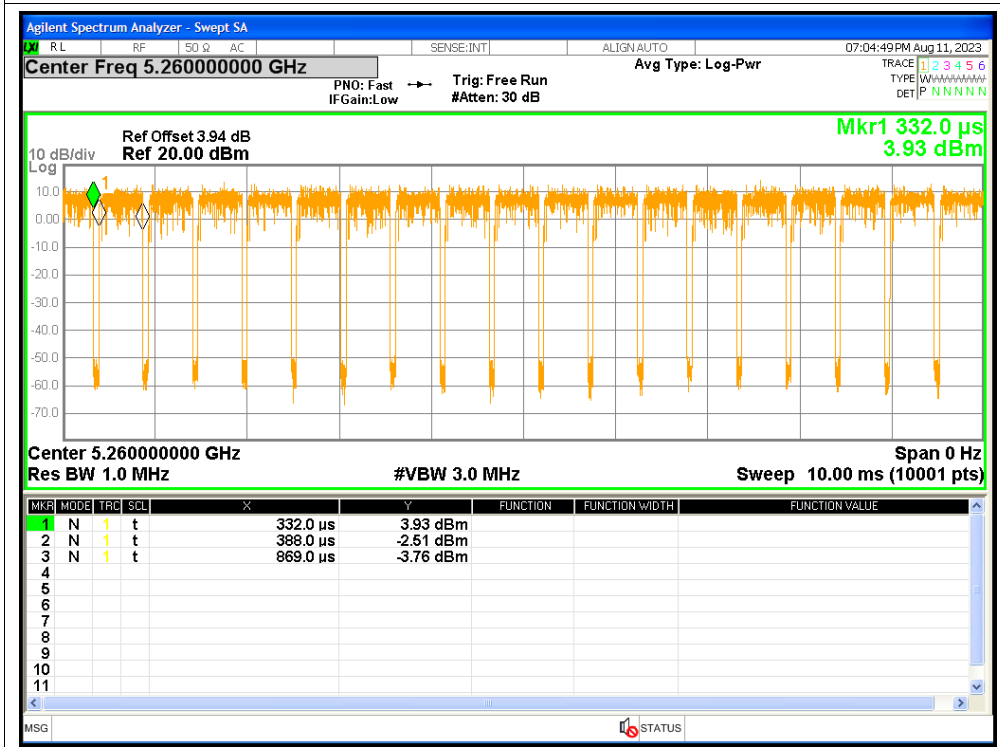 Agilent Spectrum Analyzer - Swept SA
LXI RL RF 50 Ω AC SENSE:INT ALIGN AUTO 07:04:49 PM Aug 11, 2023
Center Freq 5.260000000 GHz Avg Type: Log-Pwr TRACE 1 2 3 4 5 6
PNO: Fast Trig: Free Run TYPE WWWWWW
IFGain:Low #Atten: 30 dB DET P N N N N N
Mkr1 332.0 µs
Ref Offset 3.94 dB
10 dB/div Ref 20.00 dBm 3.93 dBm
Log
1
10.0
0.00
-10.0
-20.0
-30.0
-40.0
-50.0
-60.0
-70.0
Center 5.260000000 GHz Span 0 Hz
Res BW 1.0 MHz #VBW 3.0 MHz Sweep 10.00 ms (10001 pts)
MKR MODE TRC SCL X Y FUNCTION FUNCTION WIDTH FUNCTION VALUE
1 N 1 t 332.0 µs 3.93 dBm
2 N 1 t 388.0 µs -2.51 dBm
3 N 1 t 869.0 µs -3.76 dBm
4
5
6
7
8
9
10
11
MSG STATUS